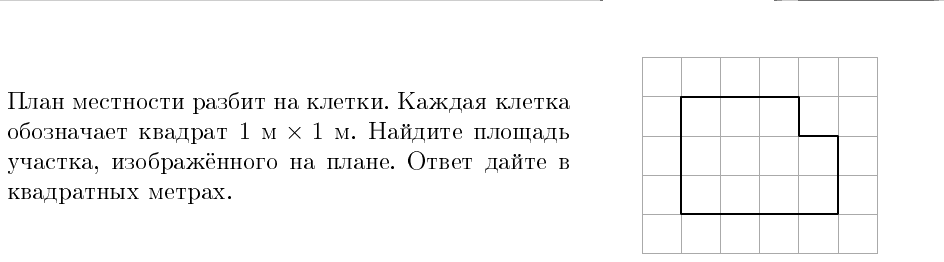 План местности разбит на клетки. Каждая клетка
обозначает квадрат 1 м × 1 м. Найдите площадь
участка, изображённого на плане. Ответ дайте в
квадратных метрах.